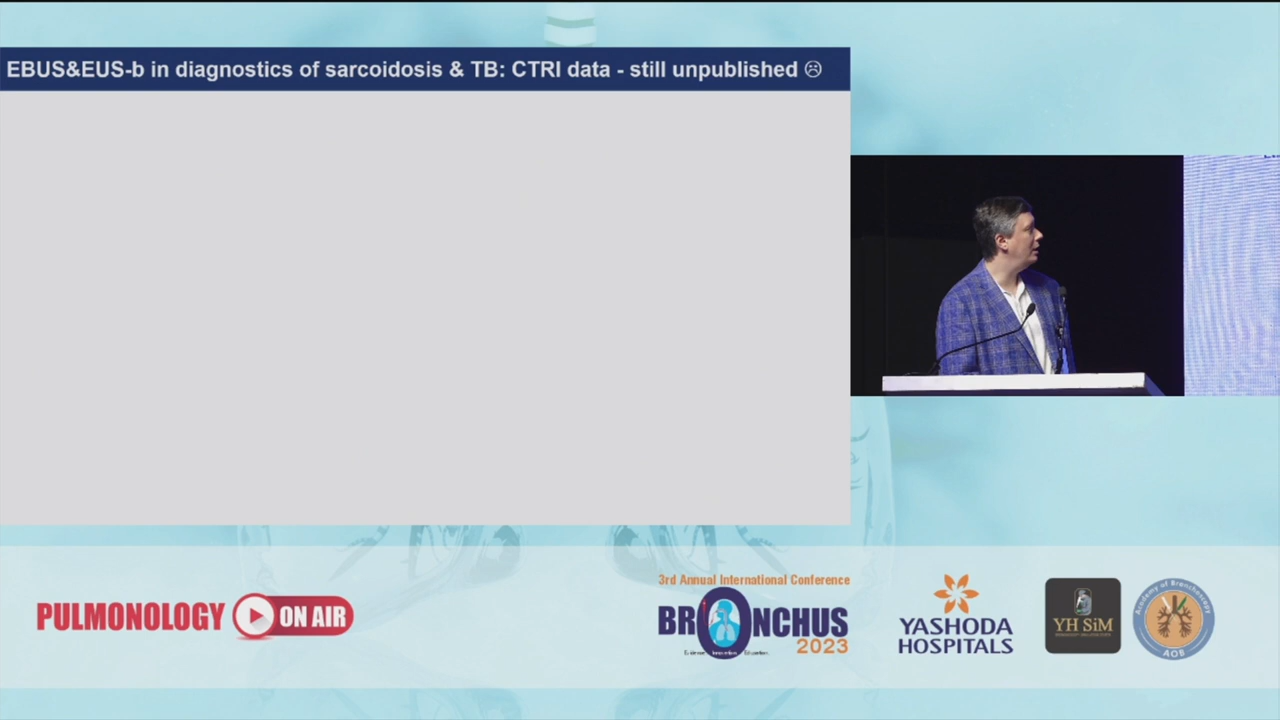 EBUS&EUS-b in diagnostics of sarcoidosis & TB: CTRI data - still unpublished ☹
3rd Annual International Conference
BRONCHUS
2023
PULMONOLOGY ON AIR
YASHODA
HOSPITALS
YH SiM
Academy of Bronchoscopy
AOB